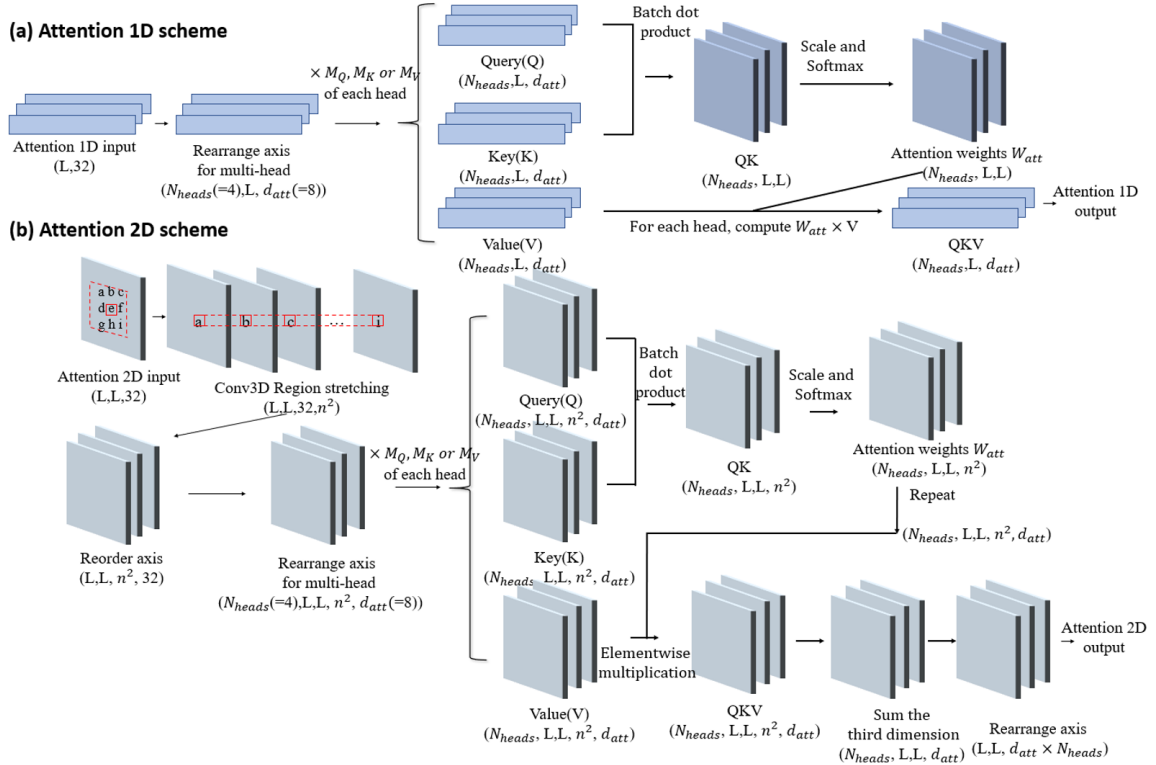 (a) Attention 1D scheme
Attention 1D input
(L,32)
Rearrange axis
for multi-head
(N_heads(=4),L, d_att(=8))
× M_Q, M_K or M_V
of each head
Query(Q)
(N_heads,L, d_att)
Key(K)
(N_heads,L, d_att)
Value(V)
(N_heads,L, d_att)
Batch dot
product
QK
(N_heads, L,L)
Scale and
Softmax
Attention weights W_att
(N_heads, L,L)
For each head, compute W_att × V
QKV
(N_heads,L, d_att)
Attention 1D
output
(b) Attention 2D scheme
a b c
d e f
g h i
Attention 2D input
(L,L,32)
a b c ... i
Conv3D Region stretching
(L,L,32,n²)
Reorder axis
(L,L, n², 32)
Rearrange axis
for multi-head
(N_heads(=4),L,L, n², d_att(=8))
× M_Q, M_K or M_V
of each head
Query(Q)
(N_heads, L,L, n², d_att)
Key(K)
(N_heads, L,L, n², d_att)
Value(V)
(N_heads, L,L, n², d_att)
Batch
dot
product
QK
(N_heads, L,L, n²)
Scale and
Softmax
Attention weights W_att
(N_heads, L,L, n²)
Repeat
(N_heads, L,L, n², d_att)
Elementwise
multiplication
QKV
(N_heads, L,L, n², d_att)
Sum the
third dimension
(N_heads, L,L, d_att)
Rearrange axis
(L,L, d_att × N_heads)
Attention 2D
output